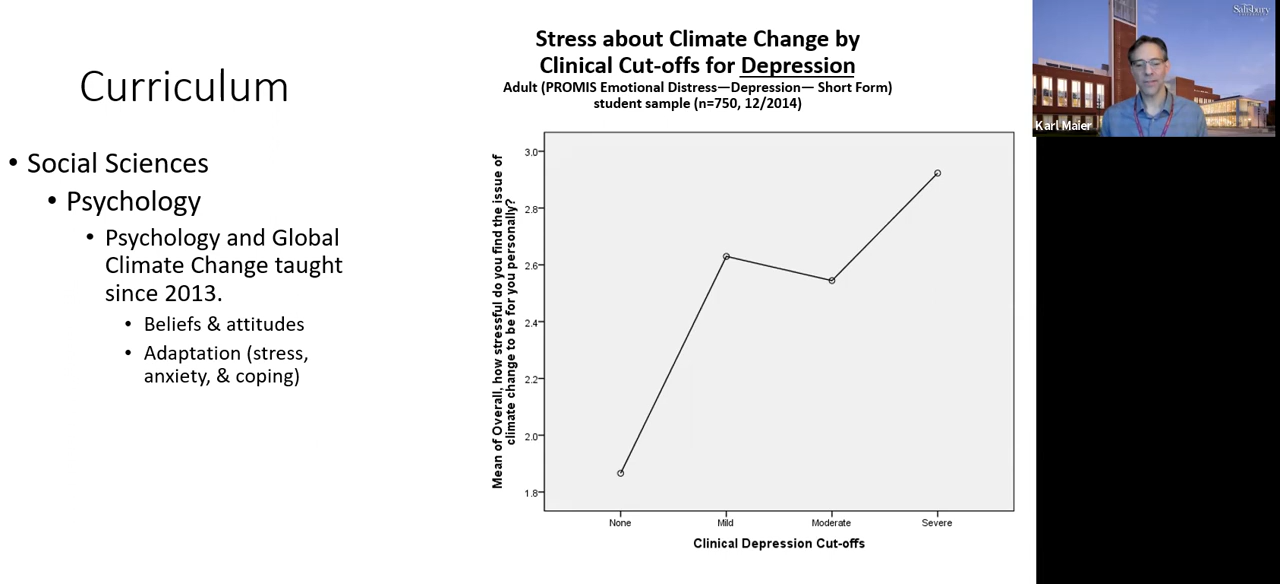 Curriculum
• Social Sciences
• Psychology
• Psychology and Global
Climate Change taught
since 2013.
• Beliefs & attitudes
• Adaptation (stress,
anxiety, & coping)
Stress about Climate Change by
Clinical Cut-offs for Depression
Adult (PROMIS Emotional Distress—Depression— Short Form)
student sample (n=750, 12/2014)
Mean of Overall, how stressful do you find the issue of
climate change to be for you personally?
3.0
2.8
2.6
2.4
2.2
2.0
1.8
None
Mild
Moderate
Severe
Clinical Depression Cut-offs
Salisbury
Karl Maier